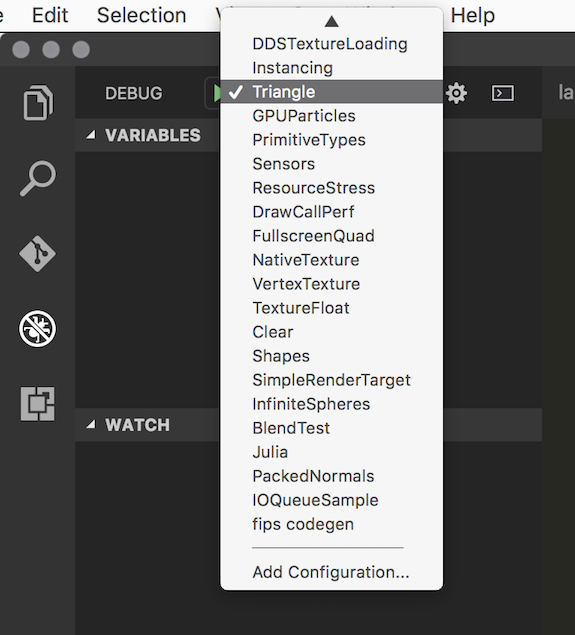 Edit Selection Help
DDSTextureLoading
Instancing
DEBUG
✓ Triangle
la
GPUParticles
VARIABLES
PrimitiveTypes
Sensors
ResourceStress
DrawCallPerf
FullscreenQuad
NativeTexture
VertexTexture
TextureFloat
Clear
Shapes
SimpleRenderTarget
InfiniteSpheres
WATCH
BlendTest
Julia
PackedNormals
IOQueueSample
fips codegen
Add Configuration...